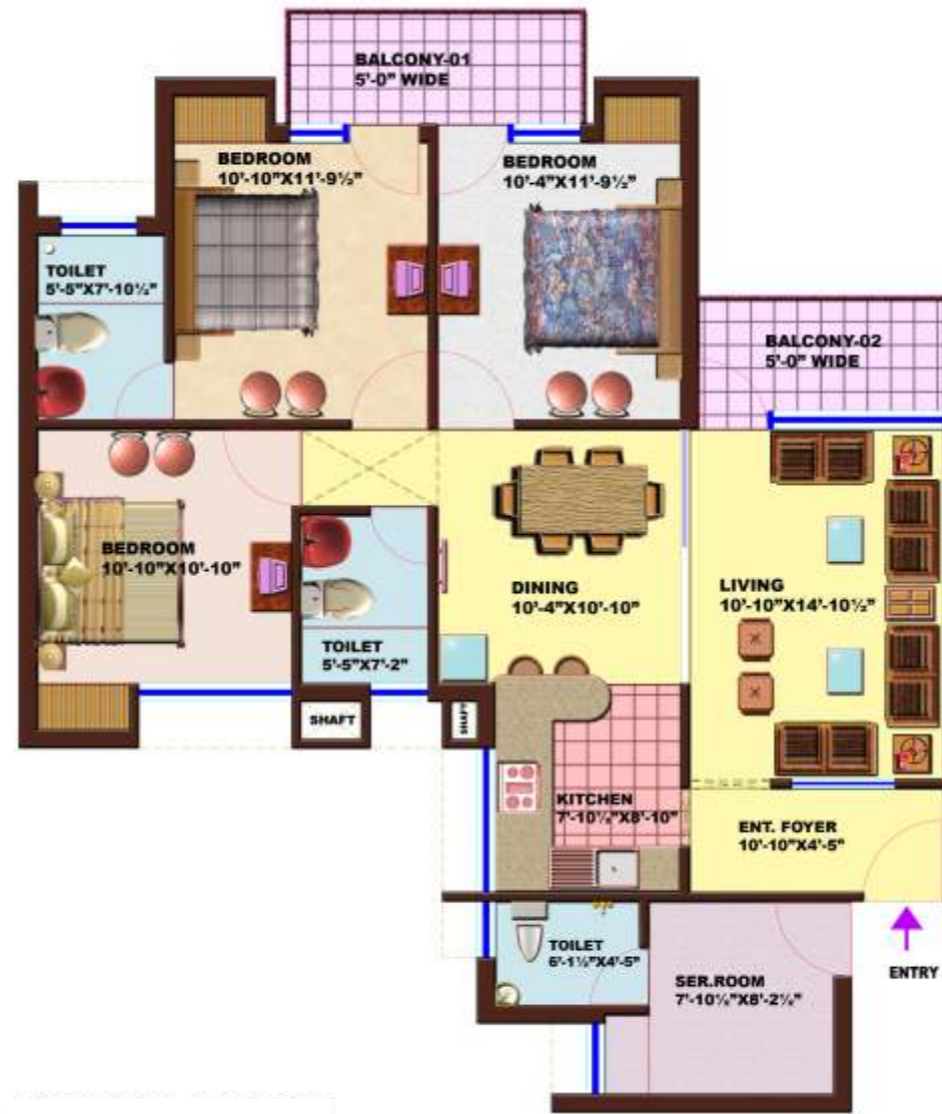 BALCONY-01
5'-0" WIDE
BEDROOM
10'-10"X11'-9½"
BEDROOM
10'-4"X11'-9½"
TOILET
5'-5"X7'-10½"
BALCONY-02
5'-0" WIDE
BEDROOM
10'-10"X10'-10"
DINING
10'-4"X10'-10"
LIVING
10'-10"X14'-10½"
TOILET
5'-5"X7'-2"
SHAFT
SHAFT
KITCHEN
7'-10½"X8'-10"
ENT. FOYER
10'-10"X4'-5"
TOILET
6'-1½"X4'-5"
SER.ROOM
7'-10½"X8'-2½"
ENTRY